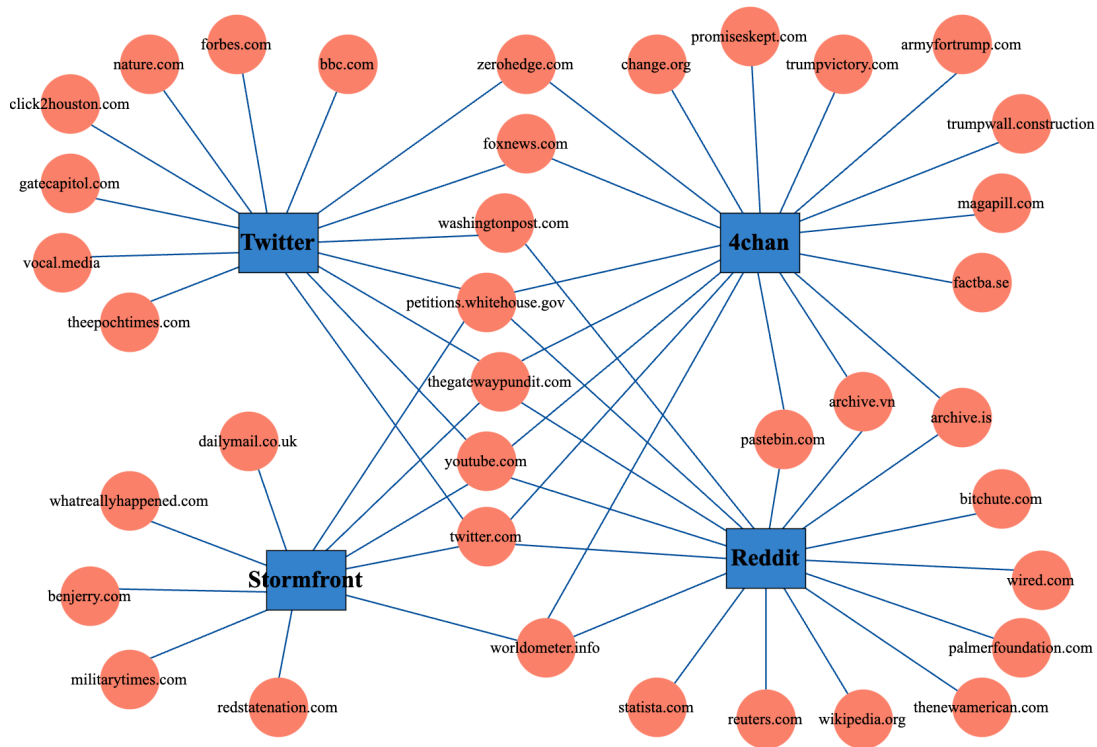 promiseskept.com
forbes.com
armyfortrump.com
nature.com
bbc.com
zerohedge.com
change.org
trumpvictory.com
click2houston.com
trumpwall.construction
foxnews.com
gatecapitol.com
magapill.com
washingtonpost.com
Twitter
4chan
vocal.media
factba.se
petitions.whitehouse.gov
theepochtimes.com
thegatewaypundit.com
archive.vn
archive.is
dailymail.co.uk
pastebin.com
youtube.com
whatreallyhappened.com
bitchute.com
twitter.com
Reddit
Stormfront
wired.com
benjerry.com
worldometer.info
palmerfoundation.com
militarytimes.com
redstatenation.com
statista.com
thenewamerican.com
reuters.com
wikipedia.org